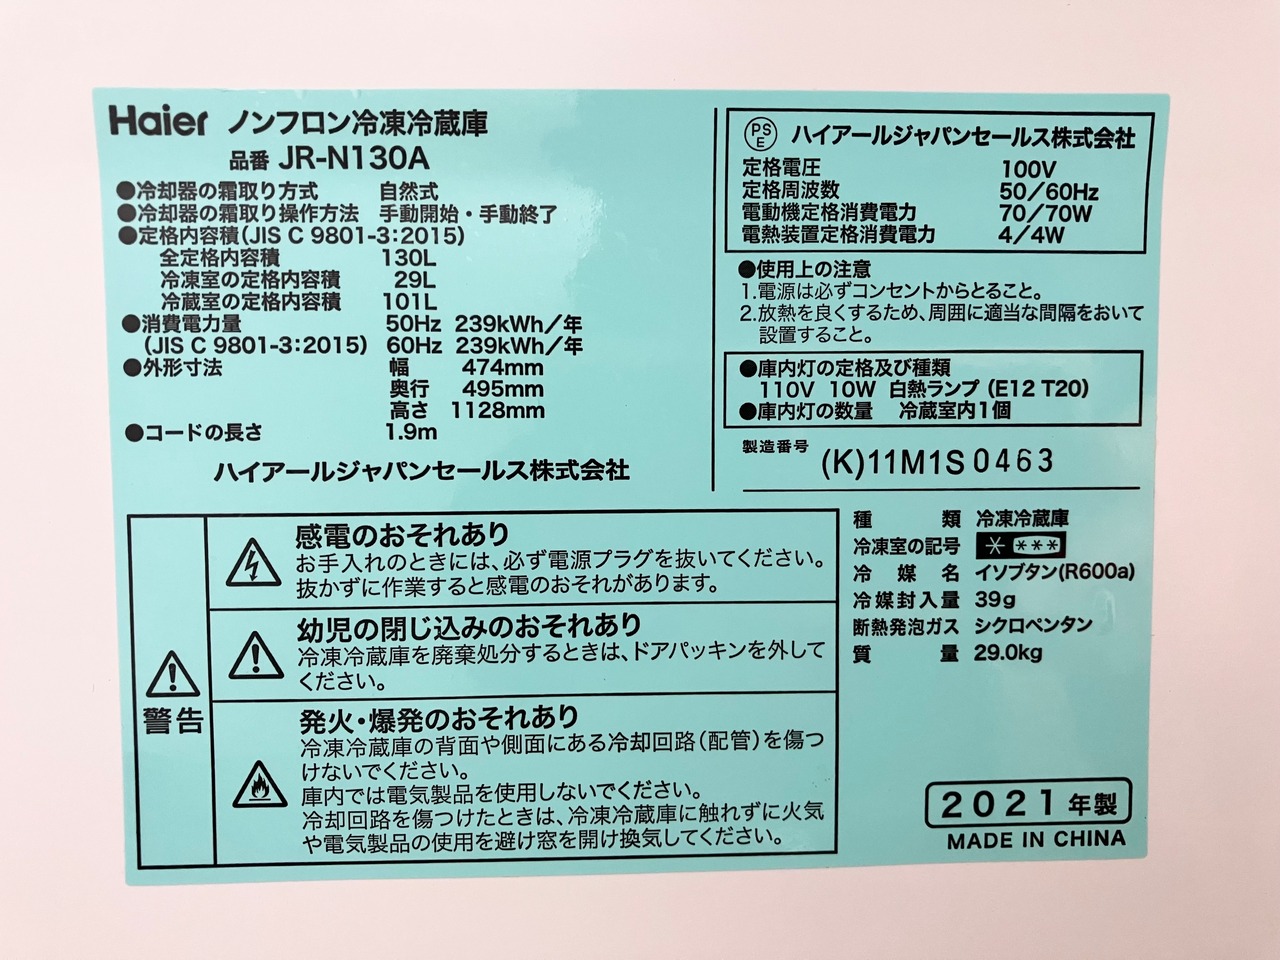 Haier ノンフロン冷凍冷蔵庫
品番 JR-N130A
●冷却器の霜取り方式 自然式
●冷却器の霜取り操作方法 手動開始・手動終了
●定格内容積(JIS C 9801-3:2015)
全定格内容積 130L
冷凍室の定格内容積 29L
冷蔵室の定格内容積 101L
●消費電力量 50Hz 239kWh/年
(JIS C 9801-3:2015) 60Hz 239kWh/年
●外形寸法 幅 474mm
奥行 495mm
高さ 1128mm
●コードの長さ 1.9m
ハイアールジャパンセールス株式会社
PS
E
ハイアールジャパンセールス株式会社
定格電圧 100V
定格周波数 50/60Hz
電動機定格消費電力 70/70W
電熱装置定格消費電力 4/4W
●使用上の注意
1.電源は必ずコンセントからとること。
2.放熱を良くするため、周囲に適当な間隔をおいて
設置すること。
●庫内灯の定格及び種類
110V 10W 白熱ランプ (E12 T20)
●庫内灯の数量 冷蔵室内1個
製造番号 (K)11M1S0463
警告
感電のおそれあり
お手入れのときには、必ず電源プラグを抜いてください。
抜かずに作業すると感電のおそれがあります。
幼児の閉じ込みのおそれあり
冷凍冷蔵庫を廃棄処分するときは、ドアパッキンを外して
ください。
発火・爆発のおそれあり
冷凍冷蔵庫の背面や側面にある冷却回路(配管)を傷つ
けないでください。
庫内では電気製品を使用しないでください。
冷却回路を傷つけたときは、冷凍冷蔵庫に触れずに火気
や電気製品の使用を避け窓を開け換気してください。
種類 冷凍冷蔵庫
冷凍室の記号 * ***
冷媒名 イソブタン(R600a)
冷媒封入量 39g
断熱発泡ガス シクロペンタン
質量 29.0kg
2021年製
MADE IN CHINA